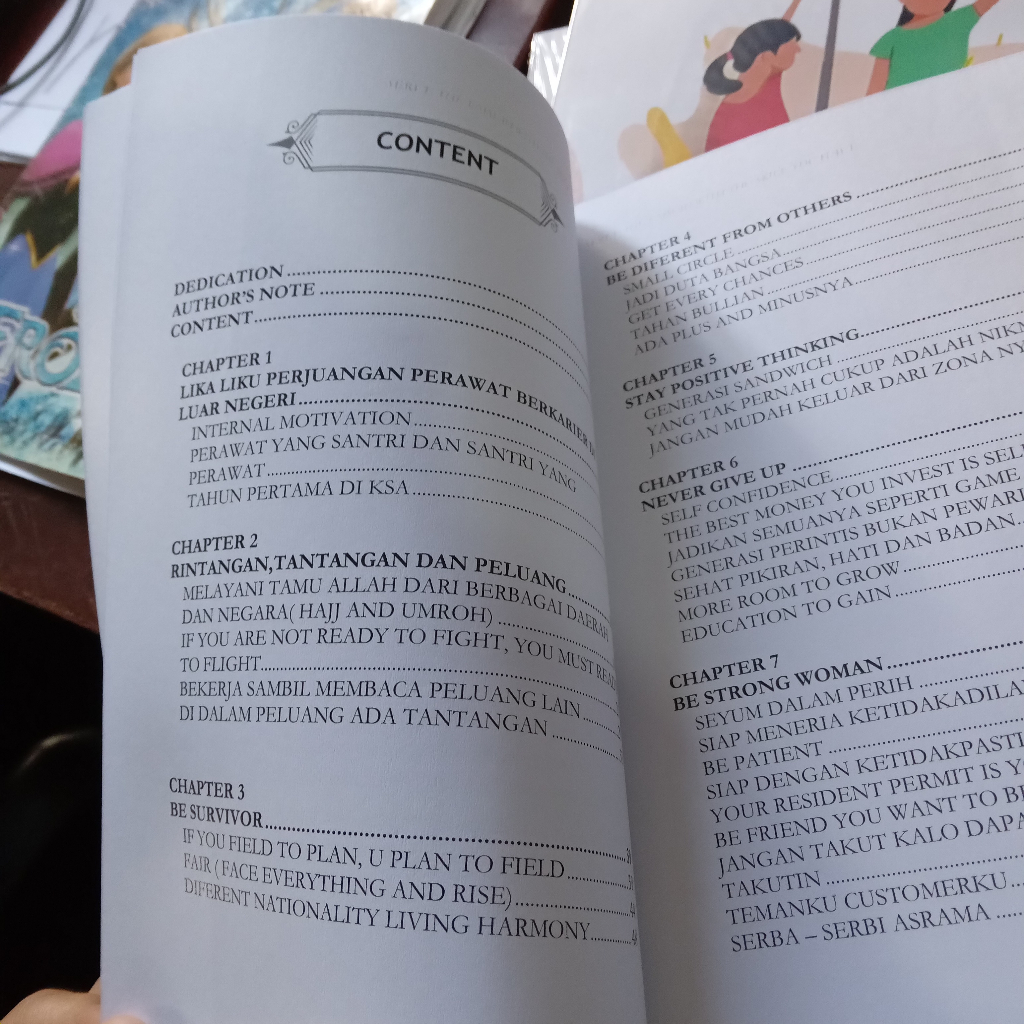 CONTENT
DEDICATION
AUTHOR'S NOTE
CONTENT
CHAPTER 1
LIKA LIKU PERJUANGAN PERAWAT BERKARIER
LUAR NEGERI
INTERNAL MOTIVATION
PERAWAT YANG SANTRI DAN SANTRI YANG
PERAWAT
TAHUN PERTAMA DI KSA
CHAPTER 2
RINTANGAN,TANTANGAN DAN PELUANG
MELAYANI TAMU ALLAH DARI BERBAGAI DAERAH
DAN NEGARA( HAJJ AND UMROH)
IF YOU ARE NOT READY TO FIGHT, YOU MUST
TO FLIGHT
BEKERJA SAMBIL MEMBACA PELUANG LAIN
DI DALAM PELUANG ADA TANTANGAN
CHAPTER 3
BE SURVIVOR
IF YOU FIELD TO PLAN, U PLAN TO FIELD
FAIR ( FACE EVERYTHING AND RISE)
DIFERENT NATIONALITY LIVING HARMONY
CHAPTER 4
BE DIFERENT FROM OTHERS
SMALL CIRCLE
JADI DUTA BANGSA
GET EVERY CHANCES
TAHAN BULLIAN
ADA PLUS AND MINUSNYA
CHAPTER 5
STAY POSITIVE THINKING
GENERASI SANDWICH
YANG TAK PERNAH CUKUP ADALAH
JANGAN MUDAH KELUAR DARI ZONA
CHAPTER 6
NEVER GIVE UP
SELF CONFIDENCE
THE BEST MONEY YOU INVEST IS
JADIKAN SEMUANYA SEPERTI GAME
GENERASI PERINTIS BUKAN
SEHAT PIKIRAN, HATI DAN BADAN
MORE ROOM TO GROW
EDUCATION TO GAIN
CHAPTER 7
BE STRONG WOMAN
SEYUM DALAM PERIH
SIAP MENERIA
BE PATIENT
SIAP DENGAN
YOUR RESIDENT PERMIT IS
BE FRIEND YOU WANT TO
JANGAN TAKUT KALO
TAKUTIN
TEMANKU CUSTOMERKU
SERBA – SERBI ASRAMA